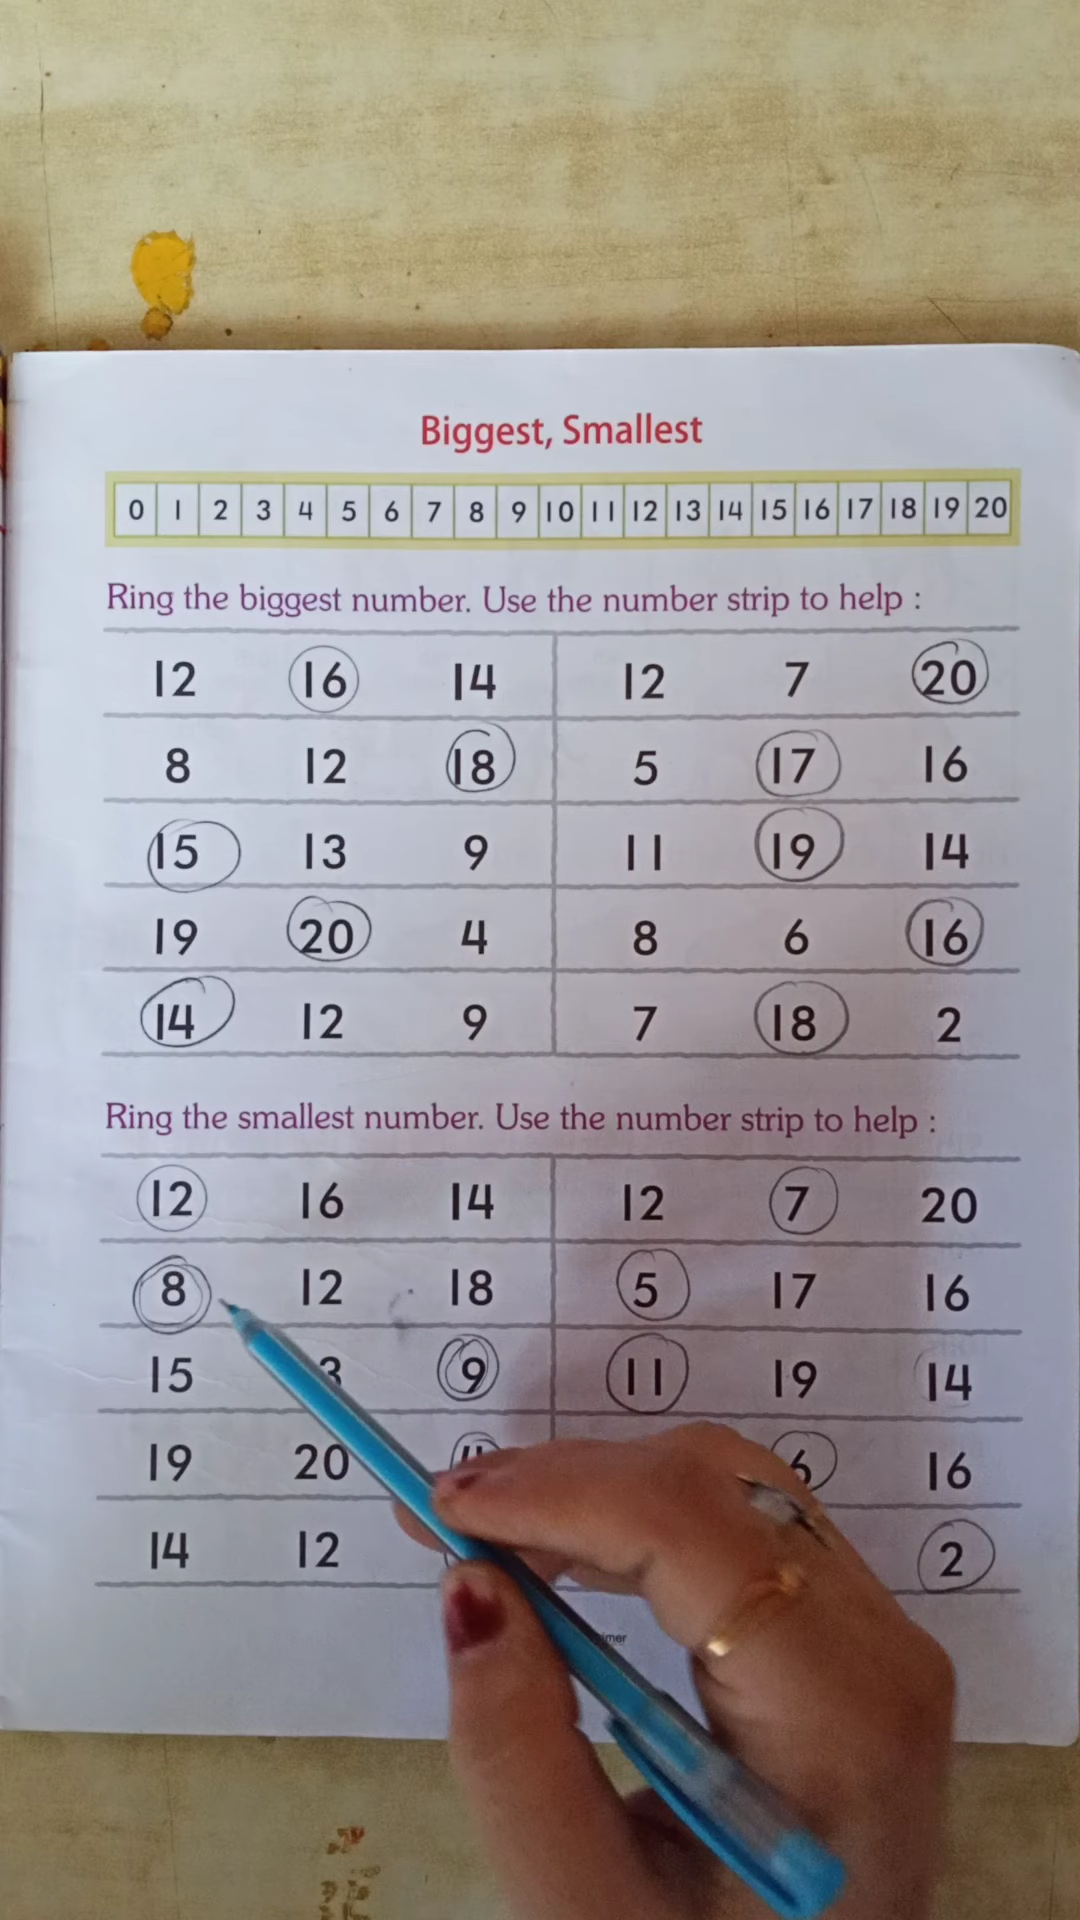 Biggest, Smallest
0 1 2 3 4 5 6 7 8 9 10 11 12 13 14 15 16 17 18 19 20
Ring the biggest number. Use the number strip to help :
12 16 14 12 7 20
8 12 18 5 17 16
15 13 9 11 19 14
19 20 4 8 6 16
14 12 9 7 18 2
Ring the smallest number. Use the number strip to help :
12 16 14 12 7 20
8 12 18 5 17 16
15 9 11 19 14
19 20 6 16
14 12 2